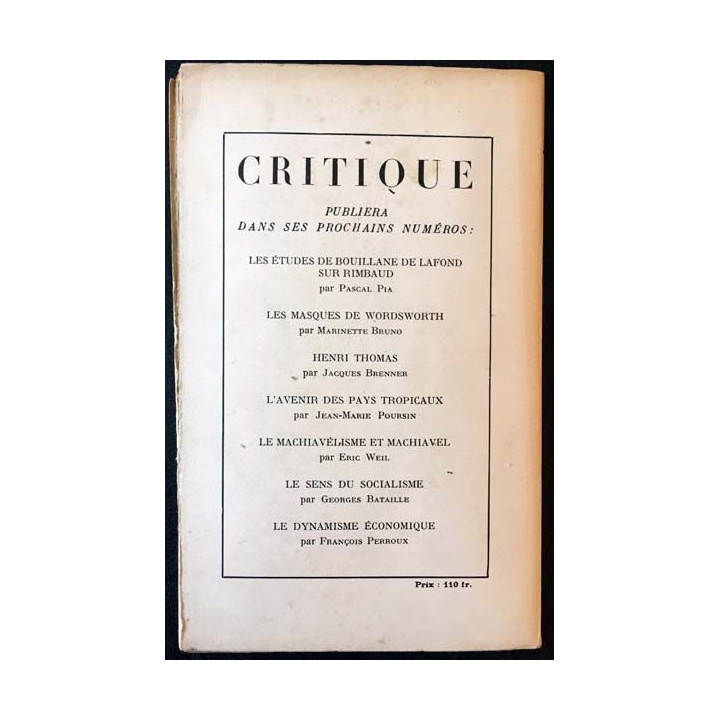 CRITIQUE
PUBLIERA
DANS SES PROCHAINS NUMÉROS :
LES ÉTUDES DE BOUILLANE DE LAFOND
SUR RIMBAUD
par PASCAL PIA
LES MASQUES DE WORDSWORTH
par MARINETTE BRUNO
HENRI THOMAS
par JACQUES BRENNER
L'AVENIR DES PAYS TROPICAUX
par JEAN-MARIE POURSIN
LE MACHIAVÉLISME ET MACHIAVEL
par ERIC WEIL
LE SENS DU SOCIALISME
par GEORGES BATAILLE
LE DYNAMISME ÉCONOMIQUE
par FRANÇOIS PERROUX
Prix : 110 fr.